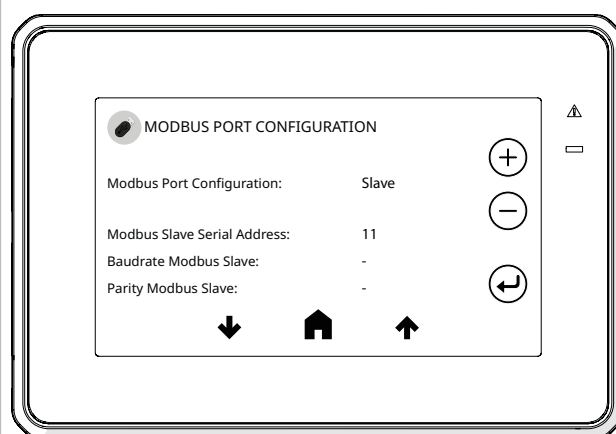 MODBUS PORT CONFIGURATION
Modbus Port Configuration: Slave
Modbus Slave Serial Address: 11
Baudrate Modbus Slave: -
Parity Modbus Slave: -